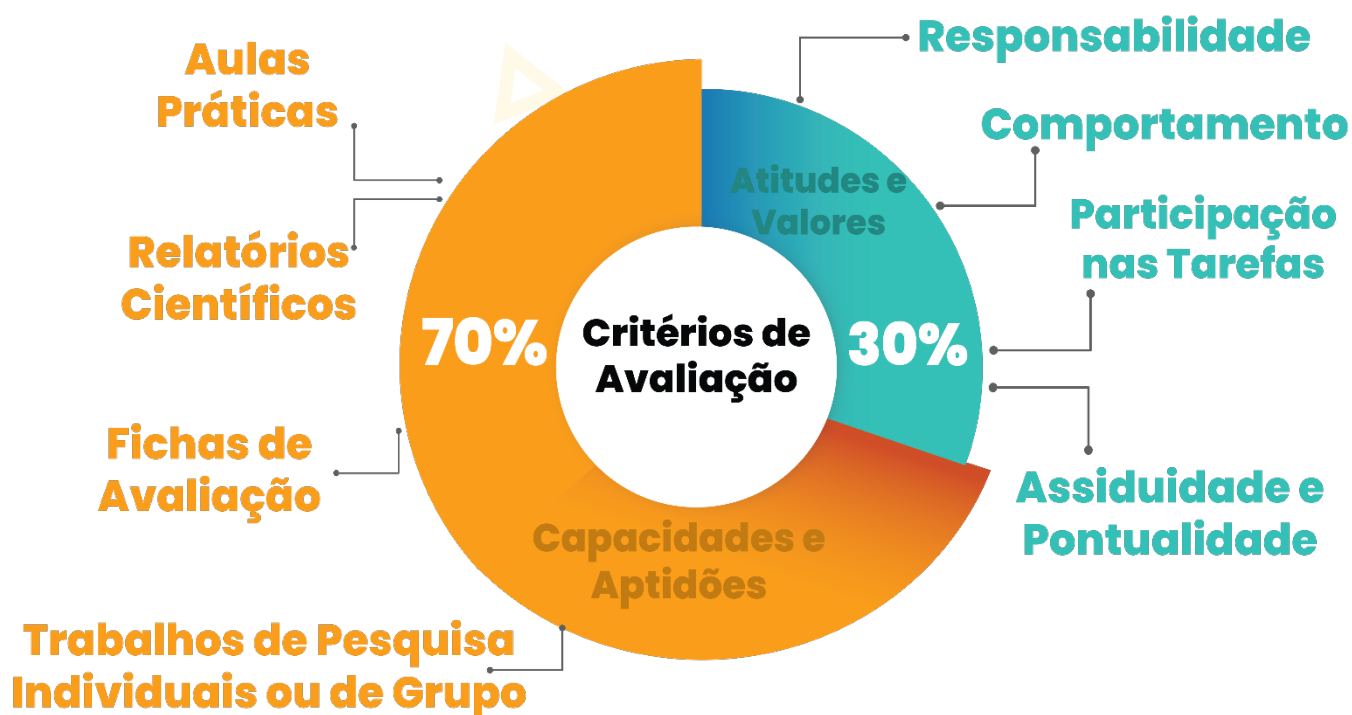 Aulas
Práticas
Relatórios
Científicos
70%
Fichas de
Avaliação
Trabalhos de Pesquisa
Individuais ou de Grupo
Capacidades e
Aptidões
Critérios de
Avaliação
Atitudes e
Valores
30%
Responsabilidade
Comportamento
Participação
nas Tarefas
Assiduidade e
Pontualidade